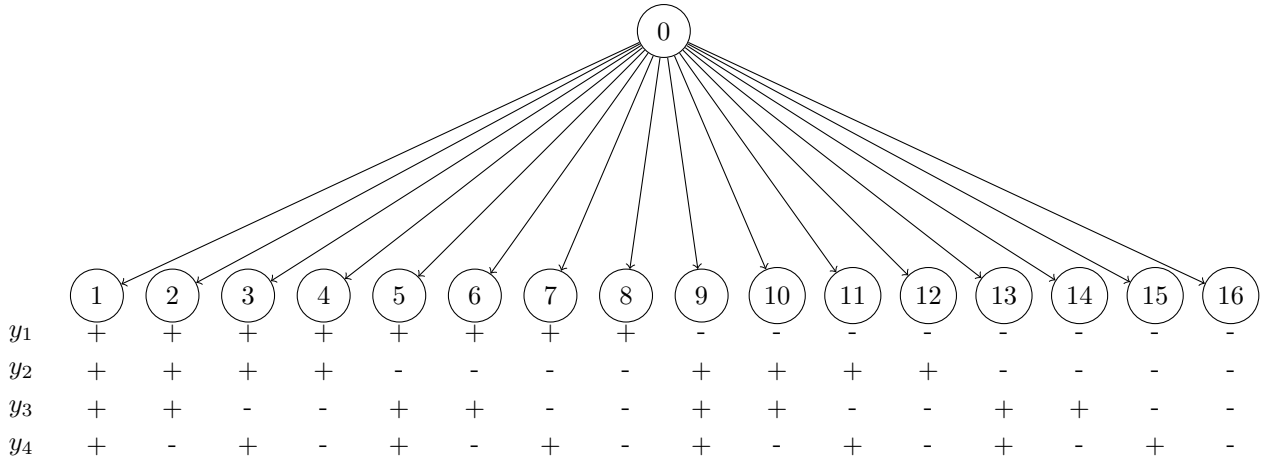 0
1 2 3 4 5 6 7 8 9 10 11 12 13 14 15 16
y₁ + + + + + + + + - - - - - - - -
y₂ + + + + - - - - + + + + - - - -
y₃ + + - - + + - - + + - - + + - -
y₄ + - + - + - + - + - + - + - + -